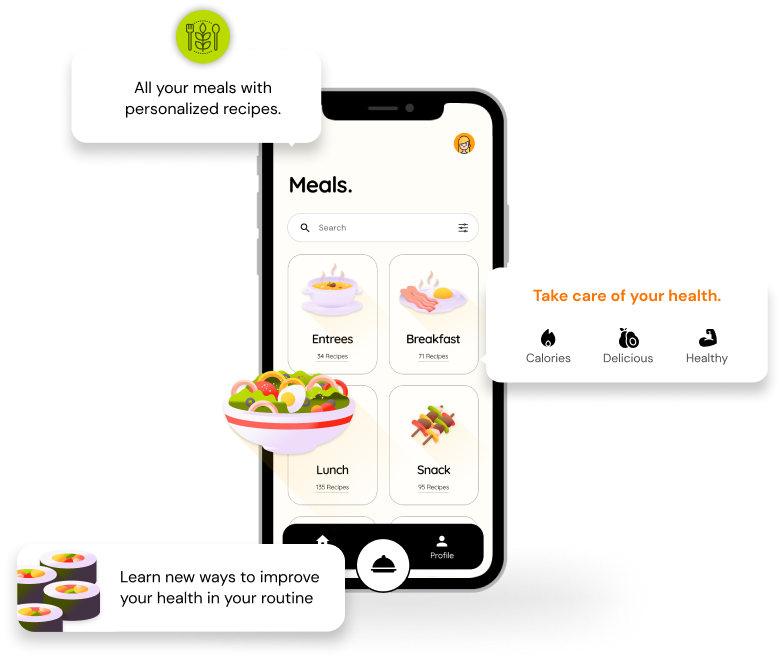 All your meals with
personalized recipes.
Meals.
Search
Take care of your health.
Calories
Delicious
Healthy
Entrees
34 Recipes
Breakfast
71 Recipes
Lunch
135 Recipes
Snack
95 Recipes
Profile
Learn new ways to improve
your health in your routine